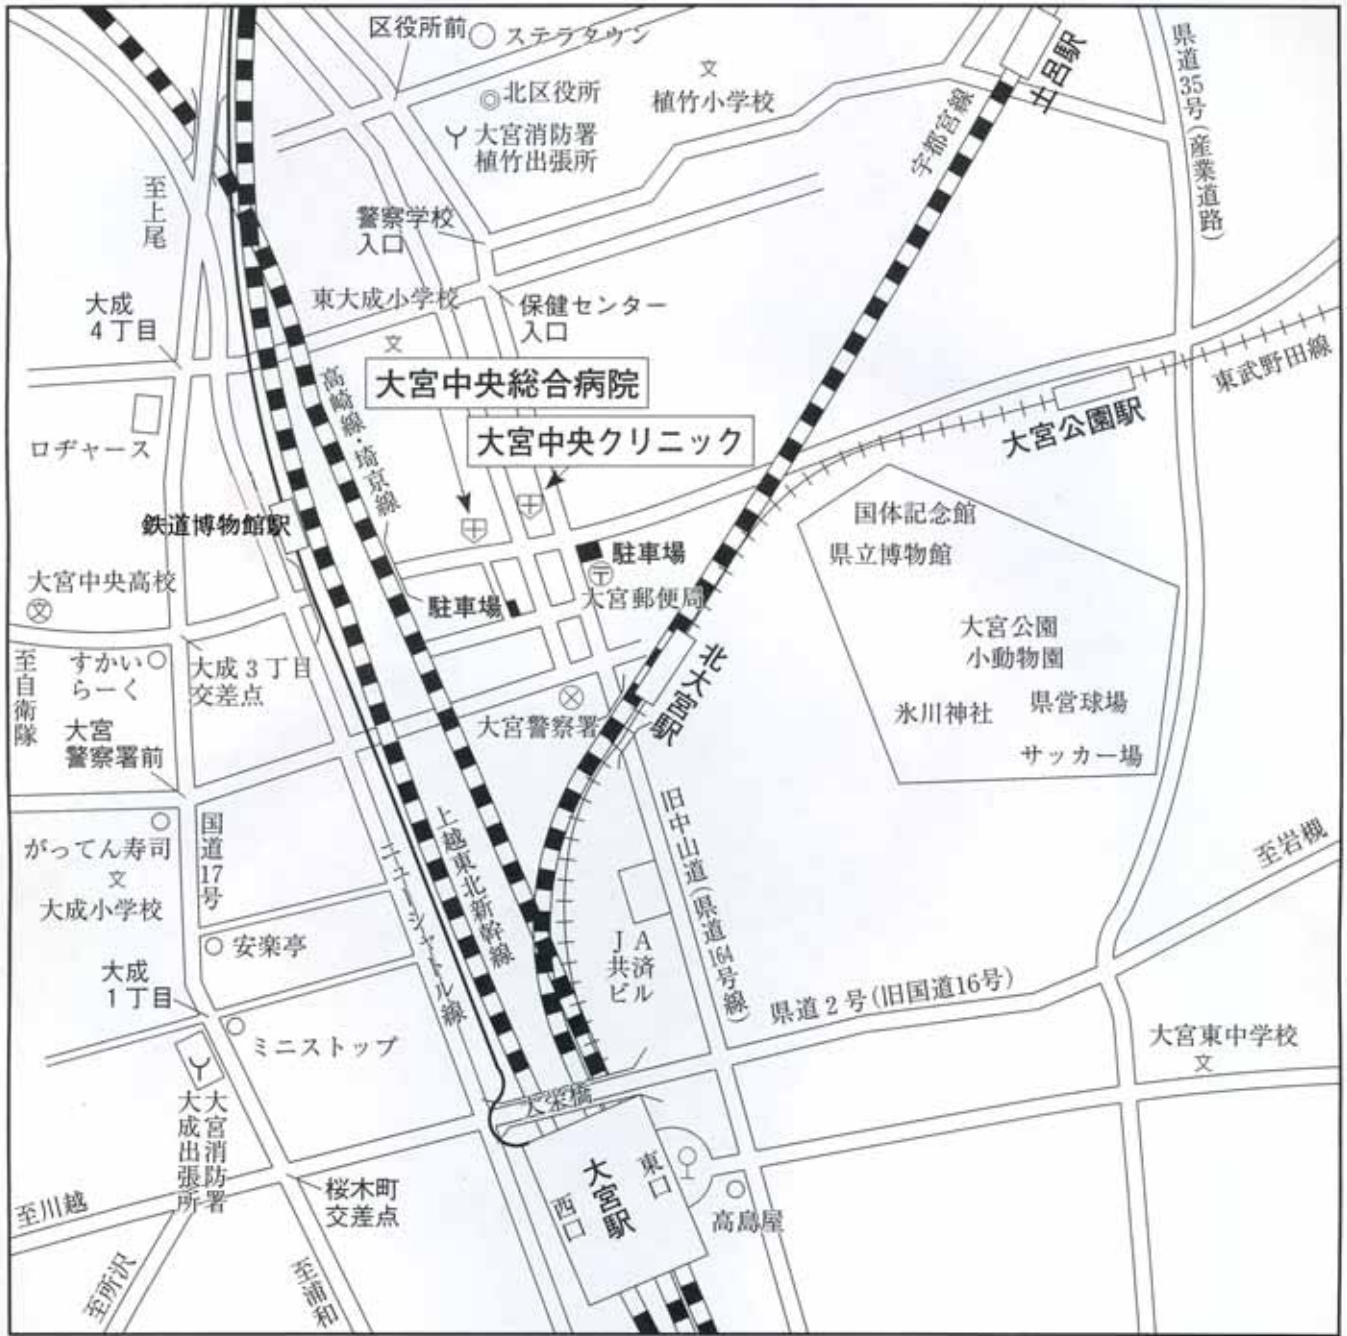 区役所前
ステラタウン
北区役所
大宮消防署
植竹出張所
文
植竹小学校
土呂駅
宇都宮線
県道35号(産業道路)
至上尾
警察学校
入口
東大成小学校
文
保健センター
入口
大成
4丁目
大宮中央総合病院
大宮中央クリニック
高崎線・埼京線
ロヂャース
東武野田線
大宮公園駅
鉄道博物館駅
国体記念館
県立博物館
駐車場
〒
大宮郵便局
駐車場
大宮中央高校
文
大宮公園
小動物園
氷川神社
県営球場
サッカー場
至自衛隊
すかい
らーく
大成3丁目
交差点
北大宮駅
大宮警察署
大宮
警察署前
国道17号
がってん寿司
文
大成小学校
上越東北新幹線
ニューシャトル線
旧中山道(県道164号線)
至岩槻
安楽亭
JA
共済
ビル
大成
1丁目
ミニストップ
県道2号(旧国道16号)
大宮東中学校
文
大宮消防署
大成出張所
大栄橋
大宮駅
東口
西口
高島屋
桜木町
交差点
至川越
至所沢
至浦和